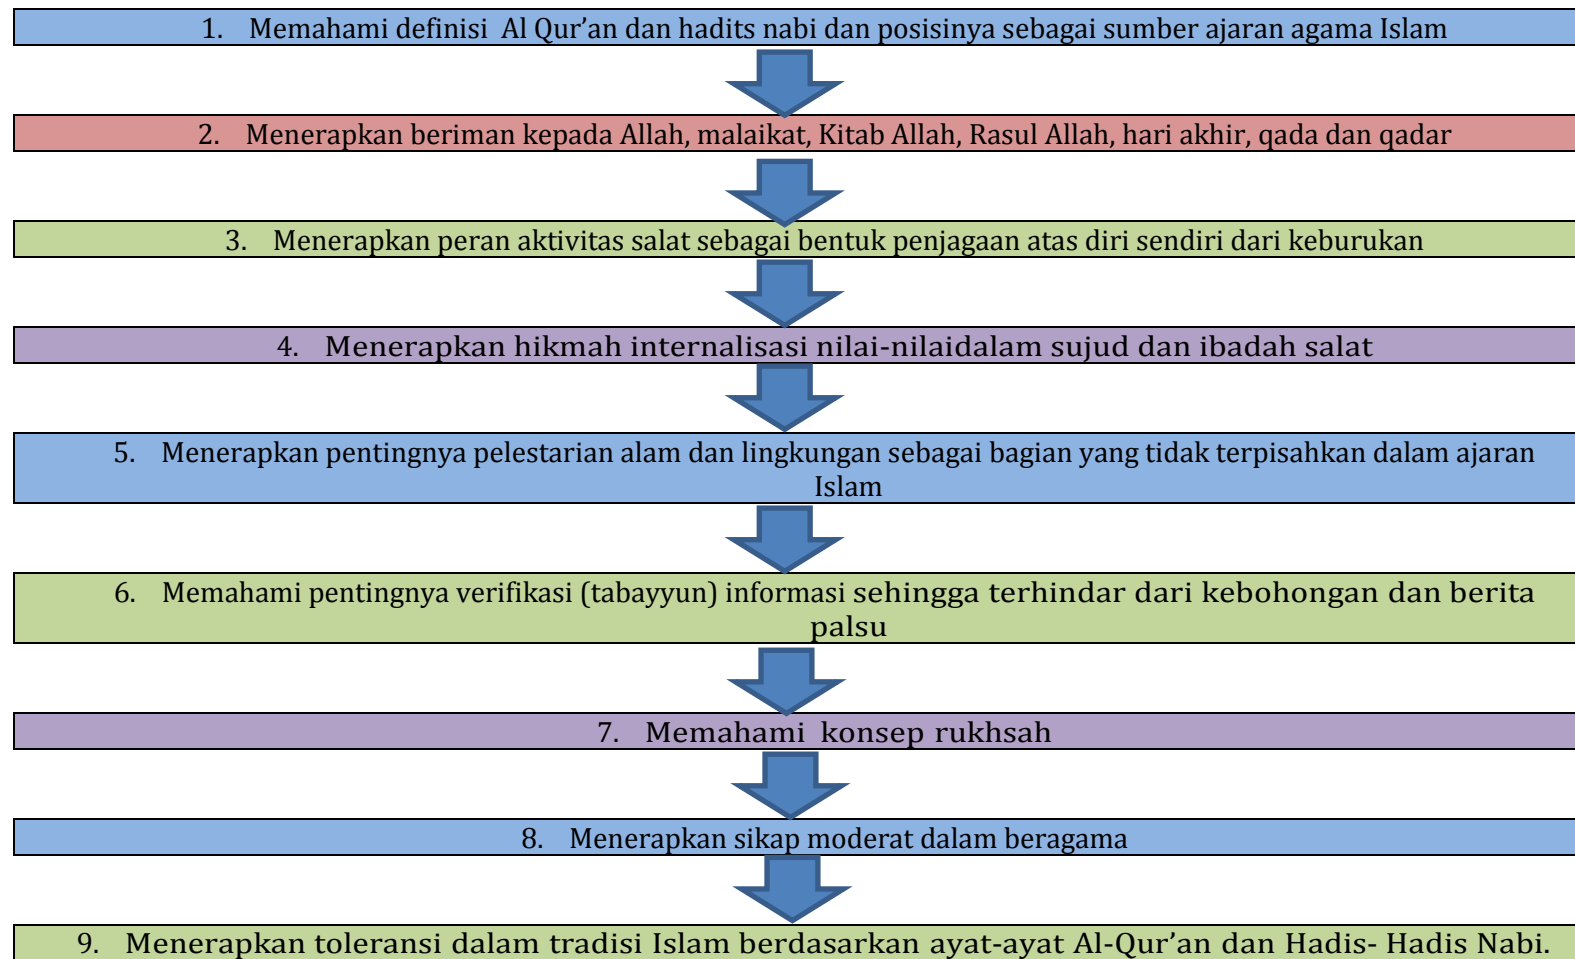 1. Memahami definisi Al Qur’an dan hadits nabi dan posisinya sebagai sumber ajaran agama Islam
2. Menerapkan beriman kepada Allah, malaikat, Kitab Allah, Rasul Allah, hari akhir, qada dan qadar
3. Menerapkan peran aktivitas salat sebagai bentuk penjagaan atas diri sendiri dari keburukan
4. Menerapkan hikmah internalisasi nilai-nilaidalam sujud dan ibadah salat
5. Menerapkan pentingnya pelestarian alam dan lingkungan sebagai bagian yang tidak terpisahkan dalam ajaran
Islam
6. Memahami pentingnya verifikasi (tabayyun) informasi sehingga terhindar dari kebohongan dan berita
palsu
7. Memahami konsep rukhsah
8. Menerapkan sikap moderat dalam beragama
9. Menerapkan toleransi dalam tradisi Islam berdasarkan ayat-ayat Al-Qur’an dan Hadis- Hadis Nabi.